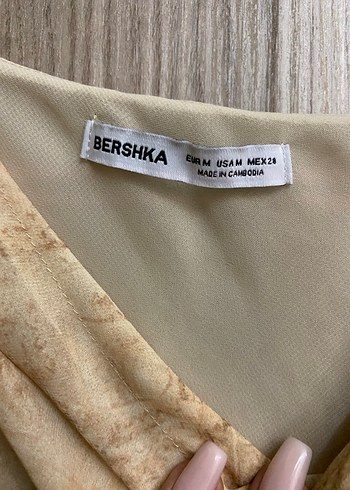 BERSHKA EUR M USA M MEX 28
MADE IN CAMBODIA